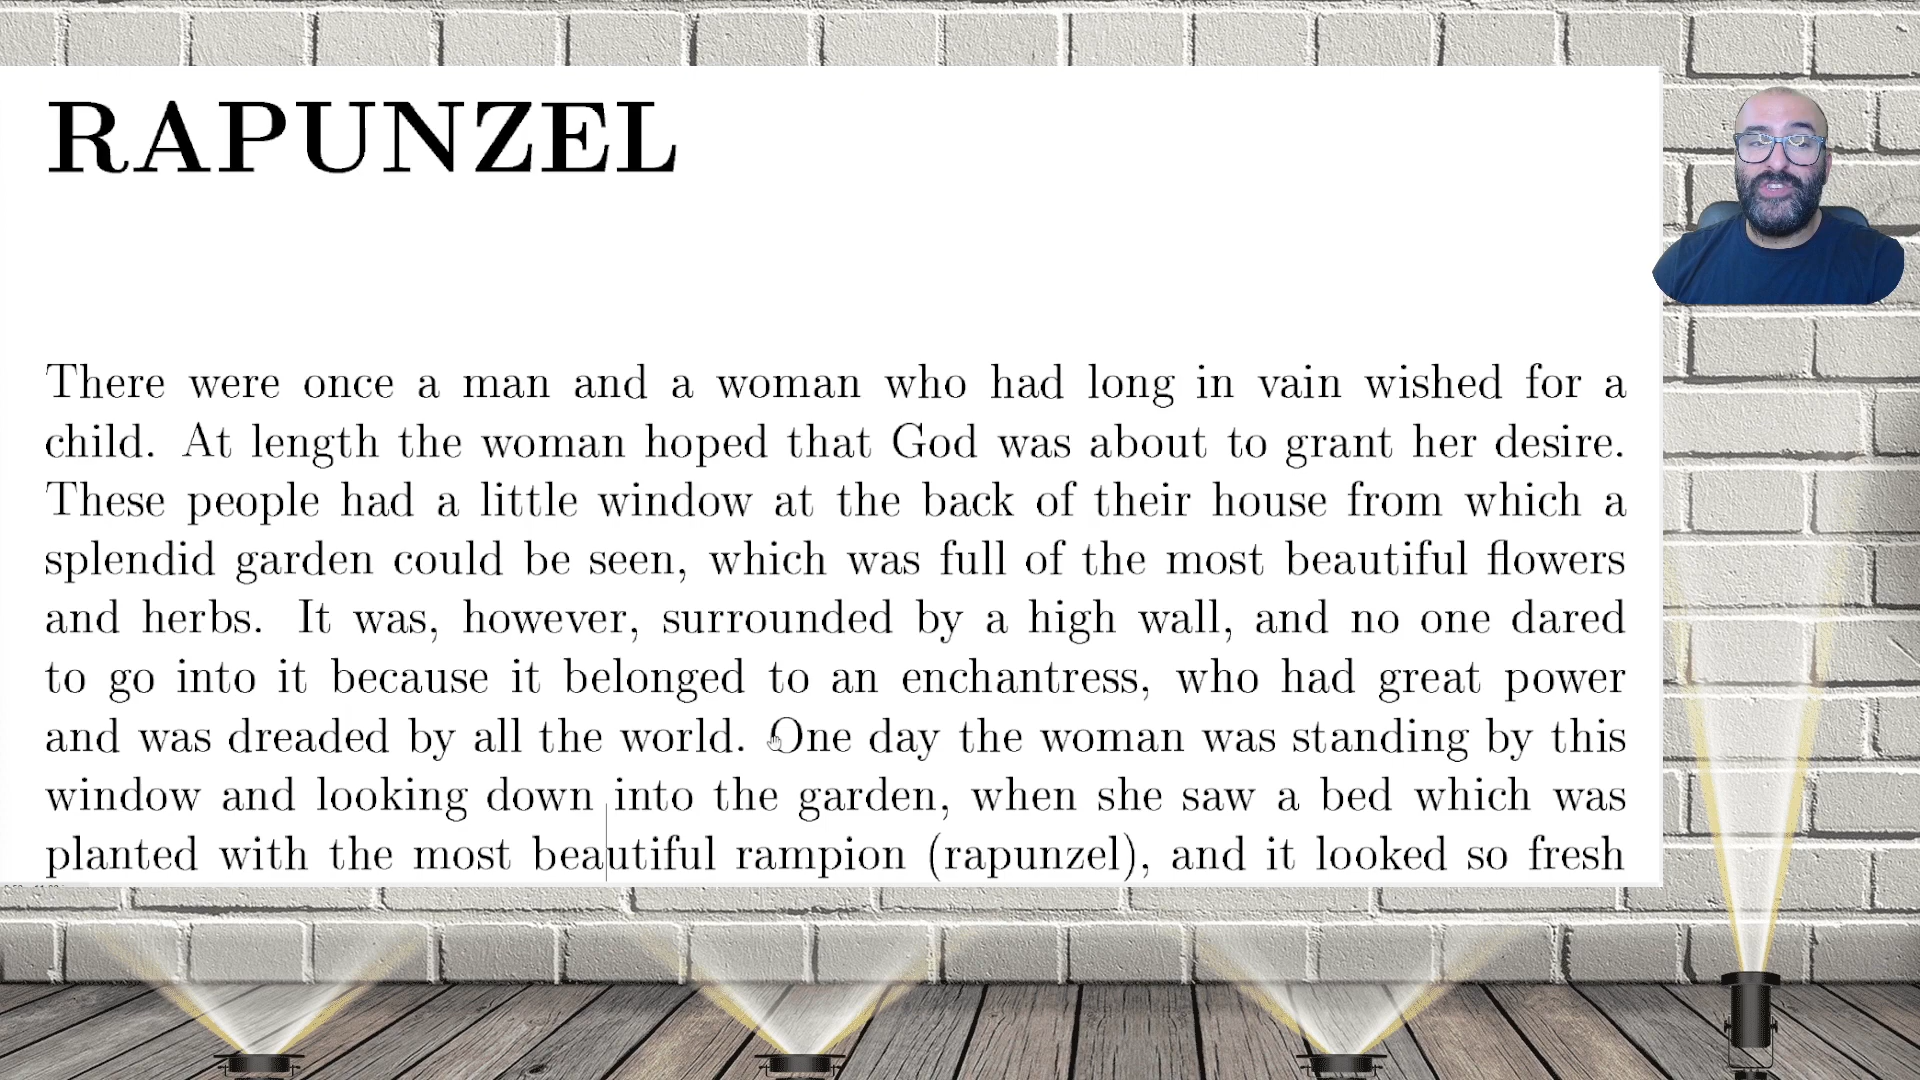 RAPUNZEL
There were once a man and a woman who had long in vain wished for a
child. At length the woman hoped that God was about to grant her desire.
These people had a little window at the back of their house from which a
splendid garden could be seen, which was full of the most beautiful flowers
and herbs. It was, however, surrounded by a high wall, and no one dared
to go into it because it belonged to an enchantress, who had great power
and was dreaded by all the world. One day the woman was standing by this
window and looking down into the garden, when she saw a bed which was
planted with the most beautiful rampion (rapunzel), and it looked so fresh